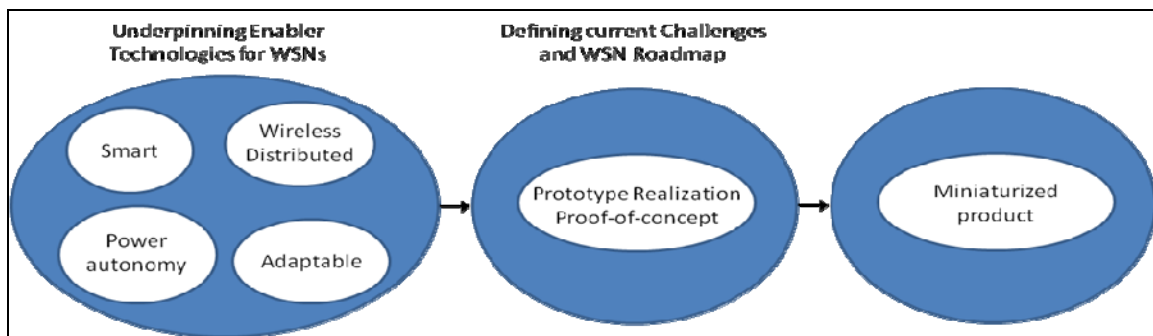 Underpinning Enabler
Technologies for WSNs
Defining current Challenges
and WSN Roadmap
Smart
Wireless
Distributed
Power
autonomy
Adaptable
Prototype Realization
Proof-of-concept
Miniaturized
product